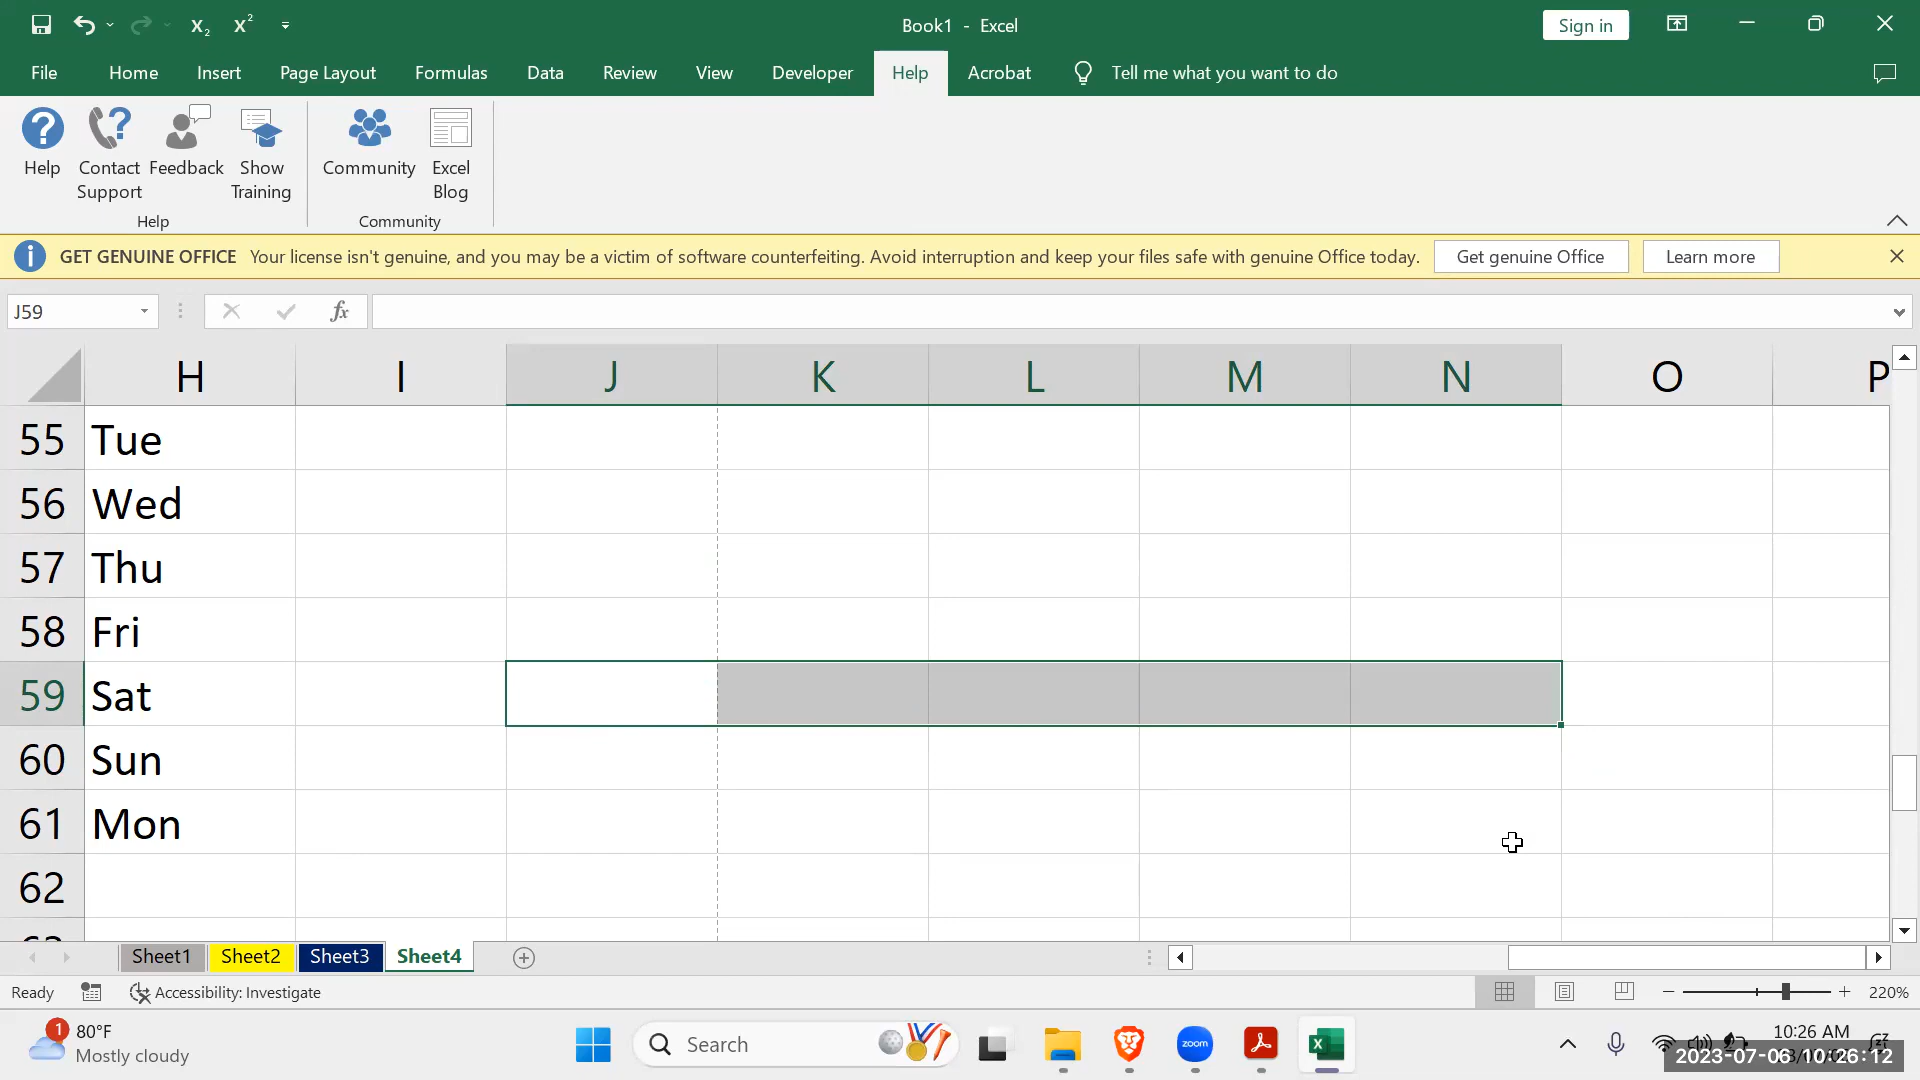 X₂ X² Book1 - Excel Sign in
File Home Insert Page Layout Formulas Data Review View Developer Help Acrobat Tell me what you want to do
Help Contact Support Feedback Show Training Community Excel Blog
Help Community
GET GENUINE OFFICE Your license isn't genuine, and you may be a victim of software counterfeiting. Avoid interruption and keep your files safe with genuine Office today. Get genuine Office Learn more
J59 fx
H I J K L M N O P
55 Tue
56 Wed
57 Thu
58 Fri
59 Sat
60 Sun
61 Mon
62
Sheet1 Sheet2 Sheet3 Sheet4
Ready Accessibility: Investigate 220%
1 80°F
Mostly cloudy
Search
zoom
10:26 AM
2023-07-06 10:26:12